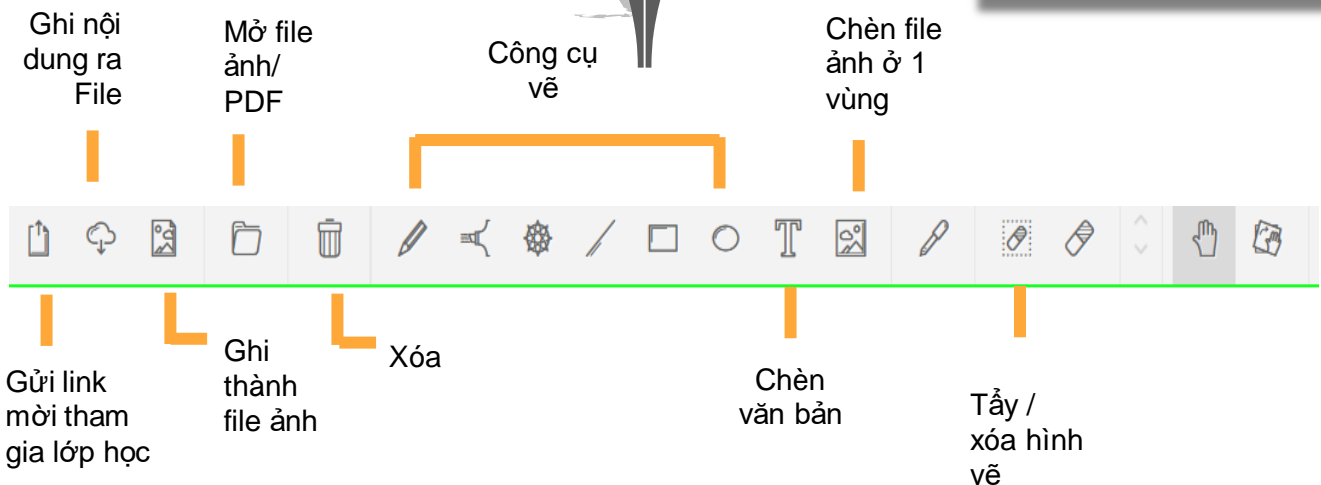 Ghi nội
dung ra
File
Mở file
ảnh/
PDF
Công cụ
vẽ
Chèn file
ảnh ở 1
vùng
T
Gửi link
mời tham
gia lớp học
Ghi
thành
file ảnh
Xóa
Chèn
văn bản
Tẩy /
xóa hình
vẽ